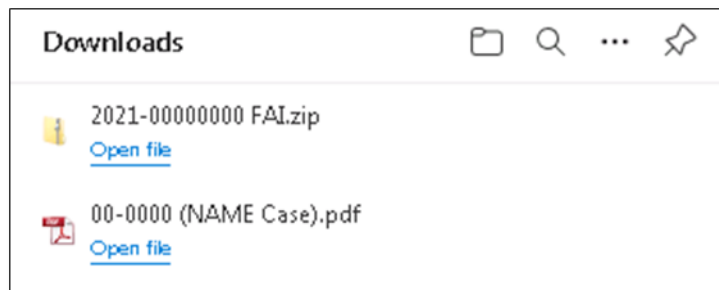 Downloads
2021-00000000 FAI.zip
Open file
00-0000 (NAME Case).pdf
Open file